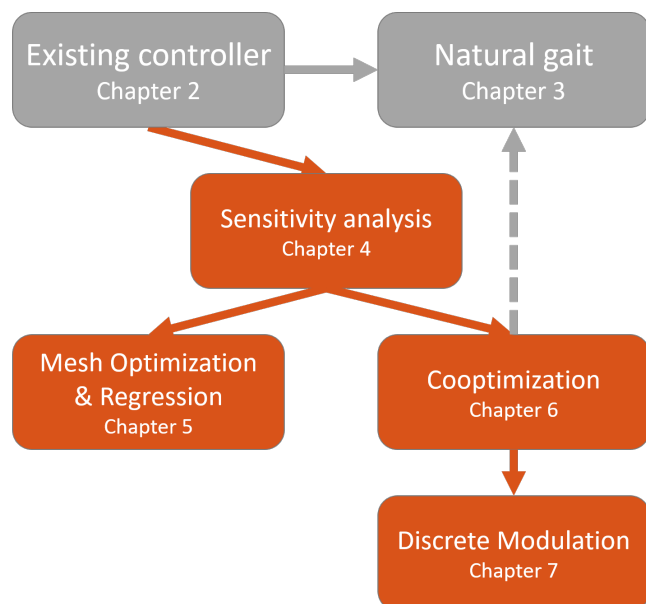 Existing controller
Chapter 2
Natural gait
Chapter 3
Sensitivity analysis
Chapter 4
Mesh Optimization
& Regression
Chapter 5
Cooptimization
Chapter 6
Discrete Modulation
Chapter 7